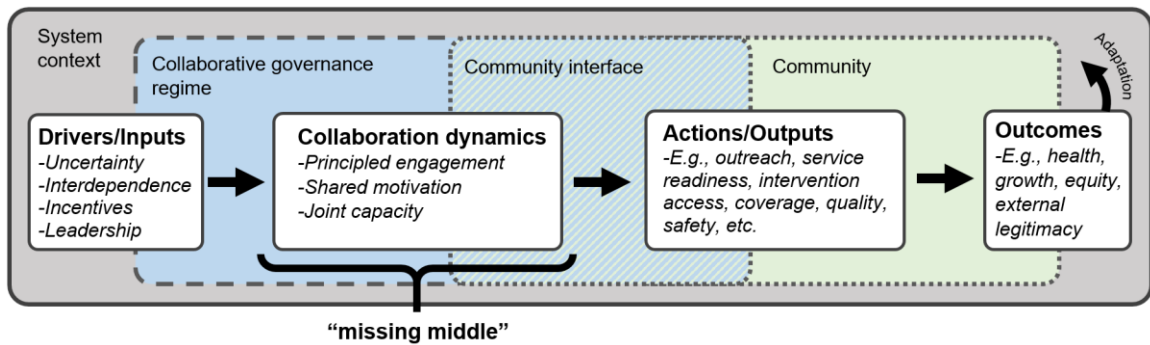 System
context
Collaborative governance
regime
Community interface
Community
Adaptation
Drivers/Inputs
-Uncertainty
-Interdependence
-Incentives
-Leadership
Collaboration dynamics
-Principled engagement
-Shared motivation
-Joint capacity
Actions/Outputs
-E.g., outreach, service
readiness, intervention
access, coverage, quality,
safety, etc.
Outcomes
-E.g., health,
growth, equity,
external
legitimacy
“missing middle”